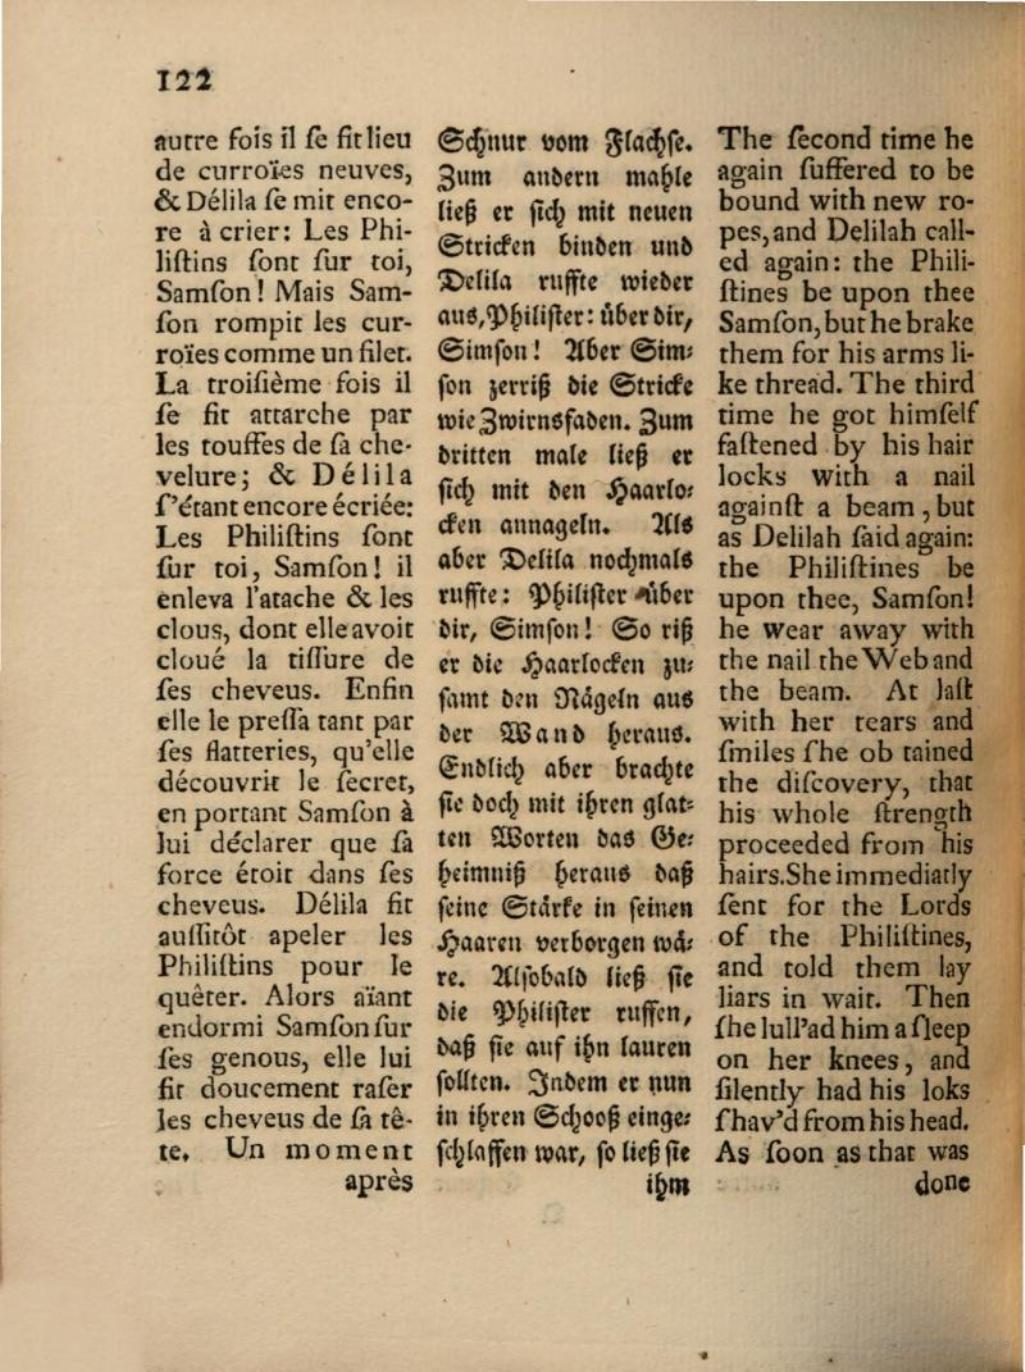 122
autre fois il ſe fit lieu
de curroïes neuves,
& Délila ſe mit enco-
re à crier: Les Phi-
liſtins ſont ſur toi,
Samſon! Mais Sam-
ſon rompit les cur-
roïes comme un filet.
La troiſième fois il
ſe fit attarche par
les touffes de ſa che-
velure; & Délila
ſ'étant encore écriée:
Les Philiſtins ſont
ſur toi, Samſon! il
enleva l'atache & les
clous, dont elle avoit
cloué la tiſſure de
ſes cheveus. Enfin
elle le preſſa tant par
ſes flatteries, qu'elle
découvrit le ſecret,
en portant Samſon à
lui déclarer que ſa
force étoit dans ſes
cheveus. Délila fit
auſſitôt apeler les
Philiſtins pour le
quêter. Alors aïant
endormi Samſon ſur
ſes genous, elle lui
fit doucement raſer
les cheveus de ſa tê-
te. Un moment
après
Schnur vom Flachſe.
Zum andern mahle
ließ er ſich mit neuen
Stricken binden und
Delila ruffte wieder
aus, Philiſter: über dir,
Simſon! Aber Sim-
ſon zerriß die Stricke
wie Zwirnsfaden. Zum
dritten male ließ er
ſich mit den Haarlo-
cken annageln. Als
aber Delila nochmals
ruffte: Philiſter über
dir, Simſon! So riß
er die Haarlocken zu-
ſamt den Nägeln aus
der Wand heraus.
Endlich aber brachte
ſie doch mit ihren glat-
ten Worten das Ge-
heimniß heraus daß
ſeine Stärke in ſeinen
Haaren verborgen wä-
re. Alſobald ließ ſie
die Philiſter ruffen,
daß ſie auf ihn lauren
ſollten. Indem er nun
in ihren Schooß einge-
ſchlaffen war, ſo ließ ſie
ihm
The ſecond time he
again ſuffered to be
bound with new ro-
pes, and Delilah call-
ed again: the Phili-
ſtines be upon thee
Samſon, but he brake
them for his arms li-
ke thread. The third
time he got himſelf
faſtened by his hair
locks with a nail
againſt a beam, but
as Delilah ſaid again:
the Philiſtines be
upon thee, Samſon!
he wear away with
the nail the Web and
the beam. At laſt
with her tears and
ſmiles ſhe ob tained
the diſcovery, that
his whole ſtrength
proceeded from his
hairs. She immediatly
ſent for the Lords
of the Philiſtines,
and told them lay
liars in wait. Then
ſhe lull'ad him a ſleep
on her knees, and
ſilently had his loks
ſhav'd from his head.
As ſoon as that was
done